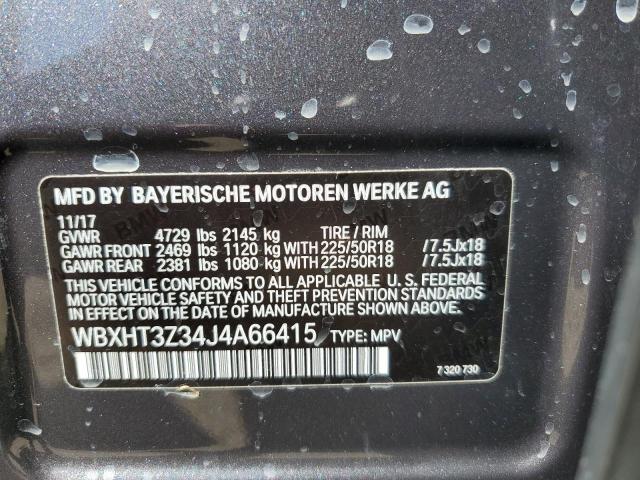 MFD BY BAYERISCHE MOTOREN WERKE AG
11/17
GVWR 4729 lbs 2145 kg TIRE / RIM
GAWR FRONT 2469 lbs 1120 kg WITH 225/50R18 /7.5Jx18
GAWR REAR 2381 lbs 1080 kg WITH 225/50R18 /7.5Jx18
THIS VEHICLE CONFORMS TO ALL APPLICABLE U. S. FEDERAL
MOTOR VEHICLE SAFETY AND THEFT PREVENTION STANDARDS
IN EFFECT ON THE DATE OF MANUFACTURE SHOWN ABOVE.
WBXHT3Z34J4A66415 TYPE: MPV
7 320 730